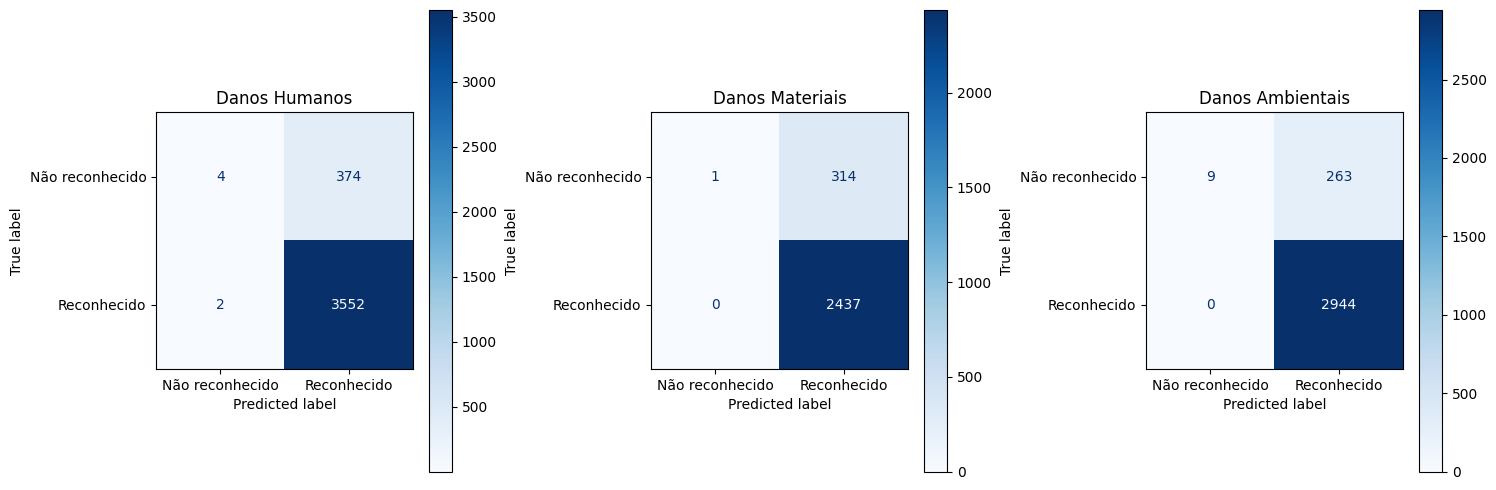 Danos Humanos
True label
Não reconhecido
Reconhecido
4
374
2
3552
Não reconhecido
Reconhecido
Predicted label
3500
3000
2500
2000
1500
1000
500
Danos Materiais
True label
Não reconhecido
Reconhecido
1
314
0
2437
Não reconhecido
Reconhecido
Predicted label
2000
1500
1000
500
0
Danos Ambientais
True label
Não reconhecido
Reconhecido
9
263
0
2944
Não reconhecido
Reconhecido
Predicted label
2500
2000
1500
1000
500
0